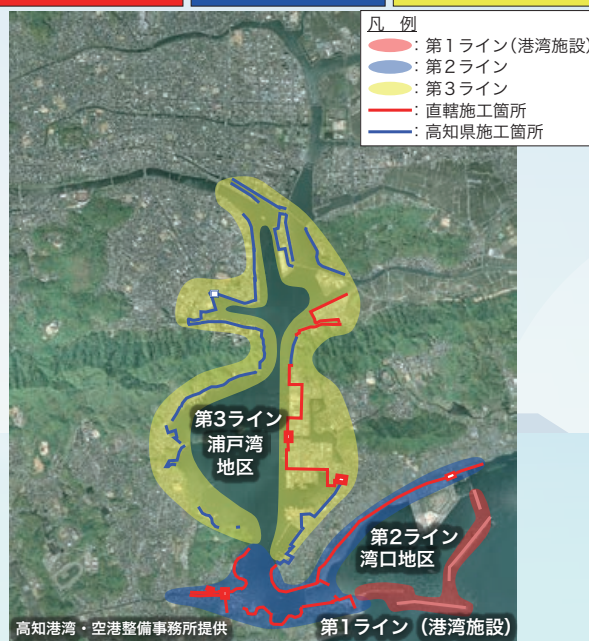 凡 例
：第1ライン(港湾施設)
：第2ライン
：第3ライン
：直轄施工箇所
：高知県施工箇所
第3ライン
浦戸湾
地区
第2ライン
湾口地区
第1ライン（港湾施設）
高知港湾・空港整備事務所提供